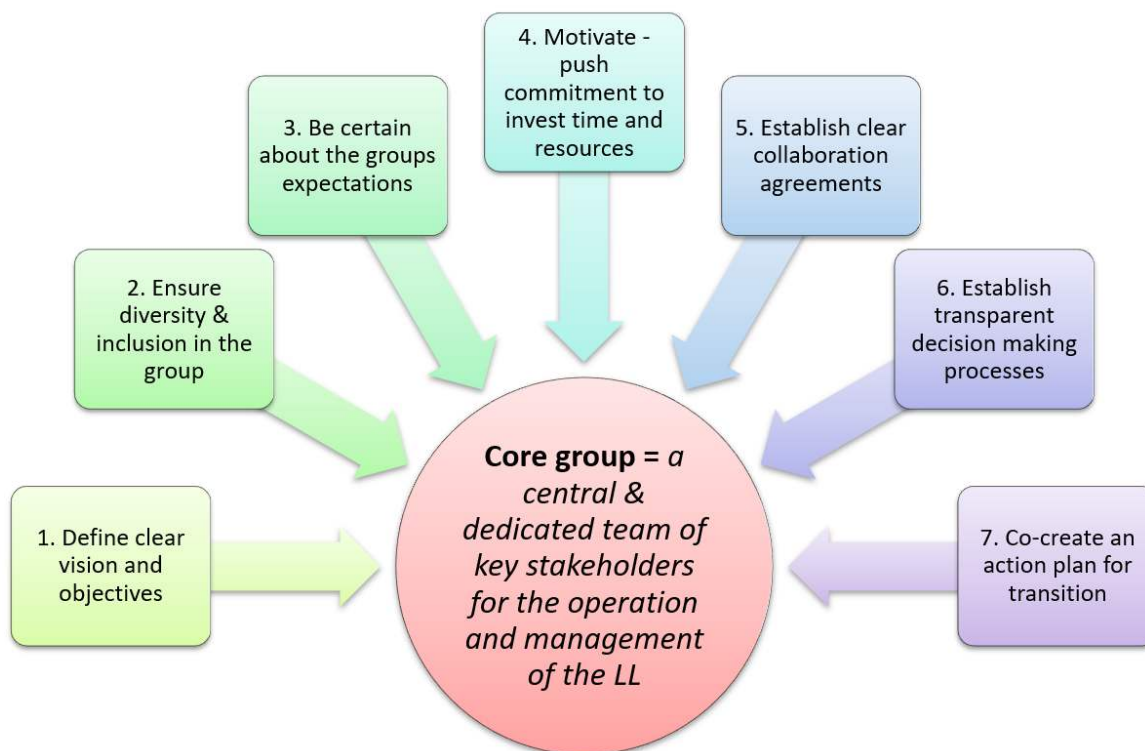 1. Define clear
vision and
objectives
2. Ensure
diversity &
inclusion in the
group
3. Be certain
about the groups
expectations
4. Motivate -
push
commitment to
invest time and
resources
5. Establish clear
collaboration
agreements
6. Establish
transparent
decision making
processes
7. Co-create an
action plan for
transition
Core group = a
central &
dedicated team of
key stakeholders
for the operation
and management
of the LL